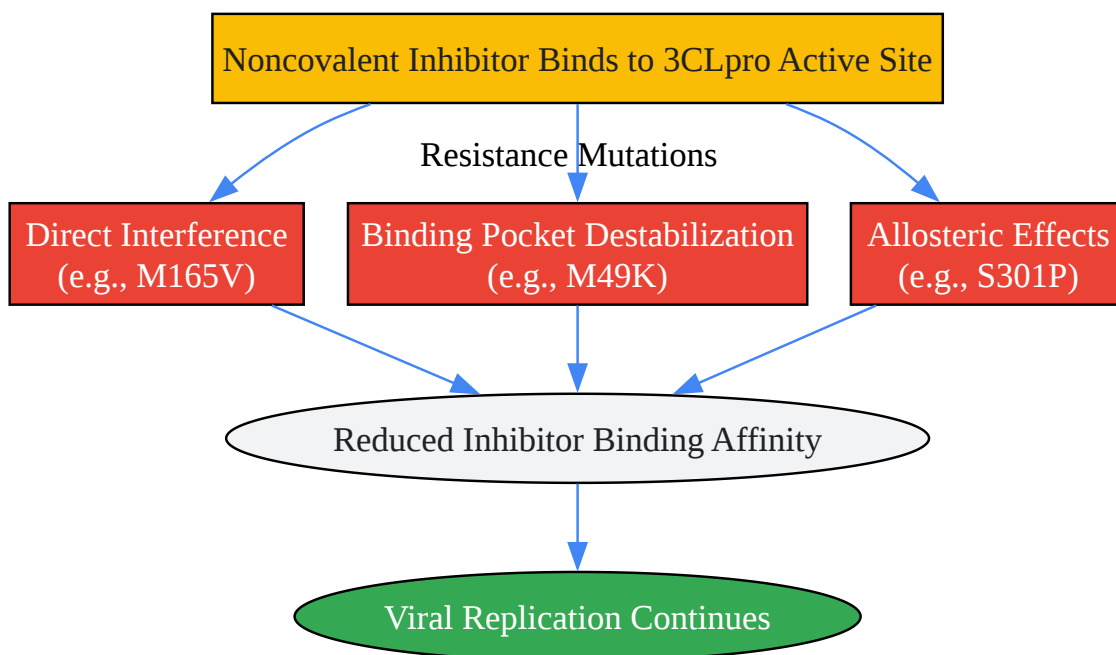 Noncovalent Inhibitor Binds to 3CLpro Active Site
Resistance Mutations
Direct Interference
(e.g., M165V)
Binding Pocket Destabilization
(e.g., M49K)
Allosteric Effects
(e.g., S301P)
Reduced Inhibitor Binding Affinity
Viral Replication Continues